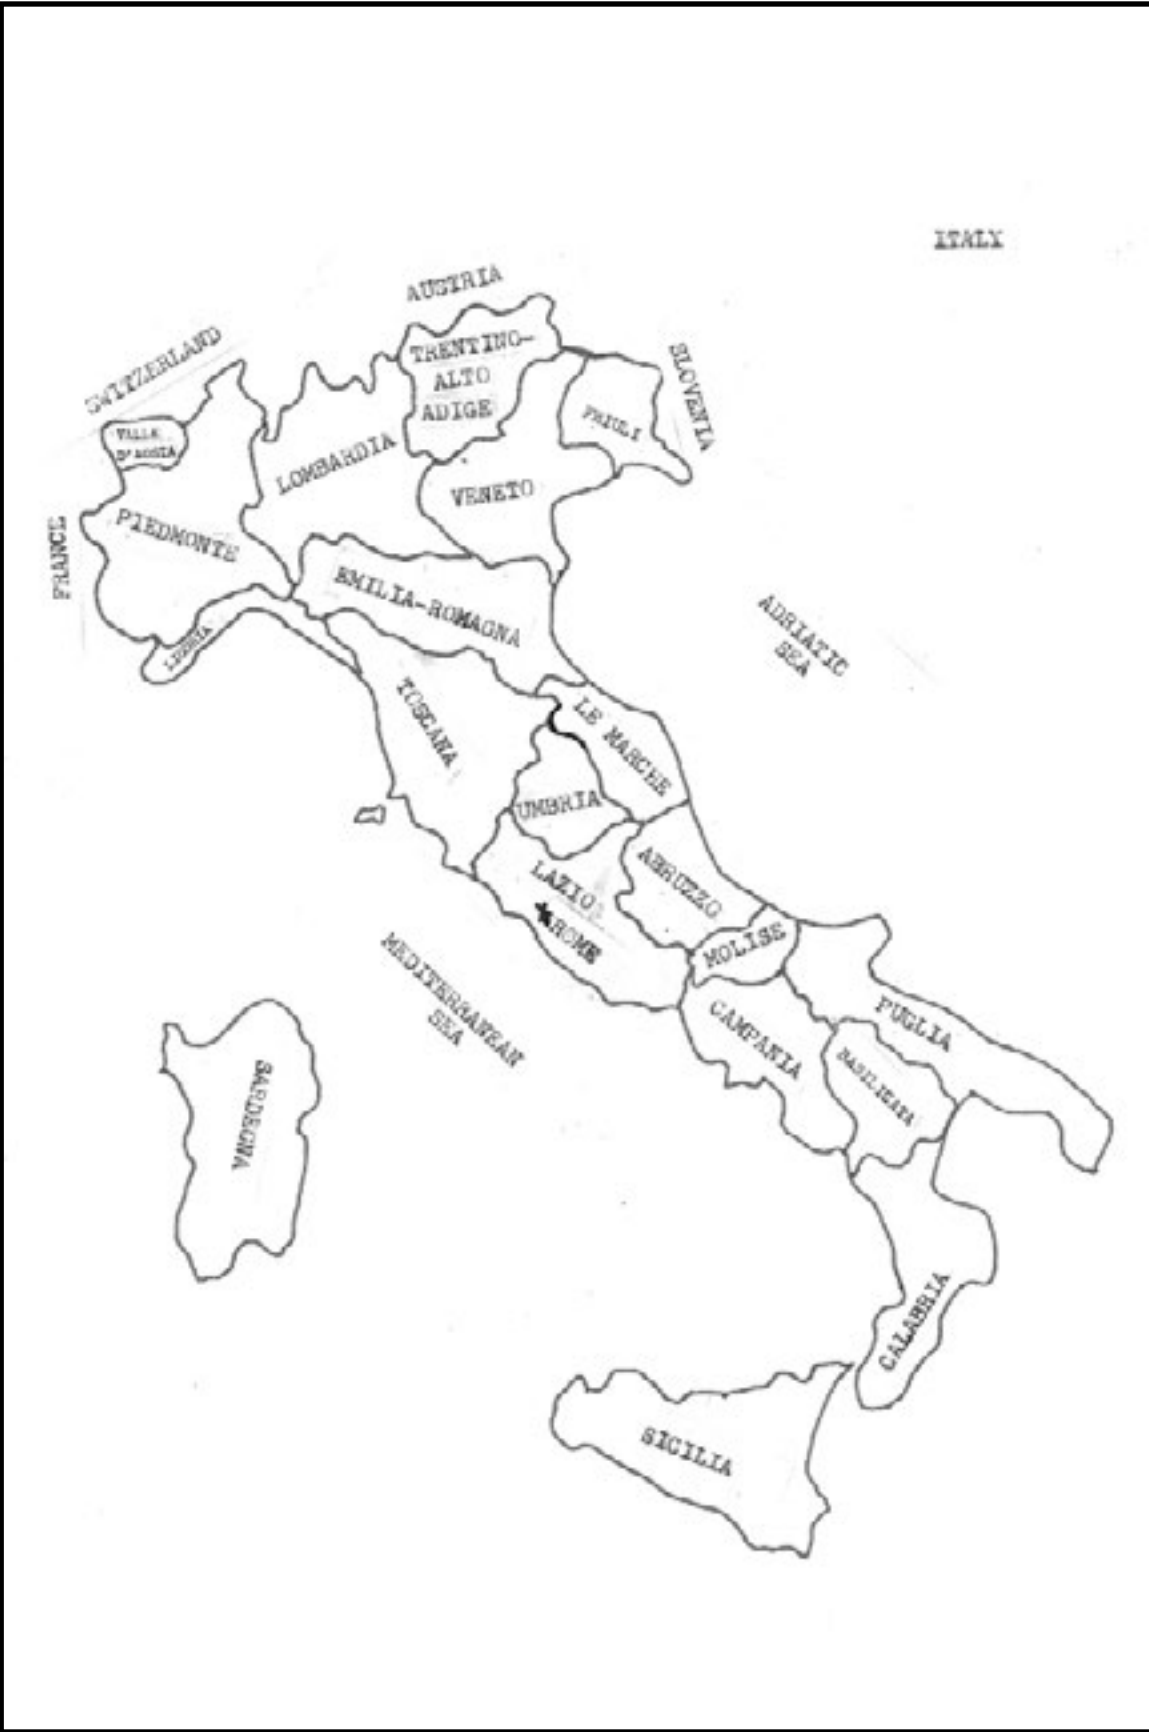 ITALY
AUSTRIA
SWITZERLAND
TRENTINO-
ALTO
ADIGE
SLOVENIA
FRIULI
VALLE
D'AOSTA
LOMBARDIA
VENETO
FRANCE
PIEDMONTE
EMILIA-ROMAGNA
ADRIATIC
SEA
TOSCANA
LE MARCHE
UMBRIA
LAZIO
ABRUZZO
ROME
MOLISE
MEDITERRANEAN
SEA
CAMPANIA
PUGLIA
BASILICATA
SARDEGNA
CALABRIA
SICILIA